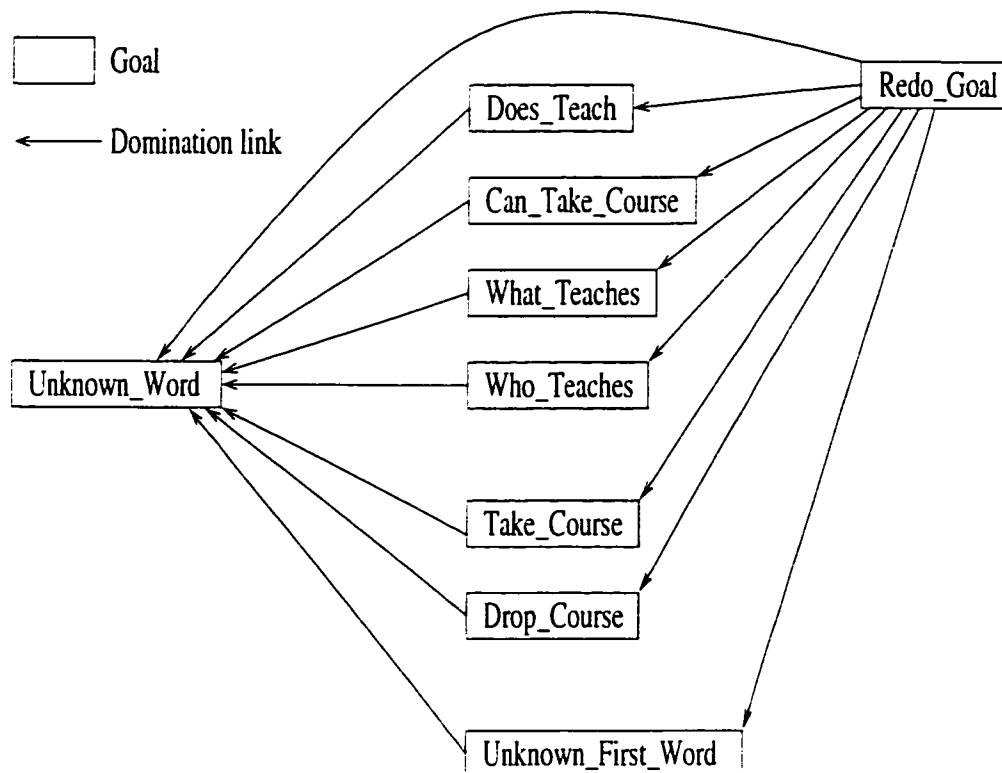 Goal
Domination link
Redo_Goal
Does_Teach
Can_Take_Course
What_Teaches
Unknown_Word
Who_Teaches
Take_Course
Drop_Course
Unknown_First_Word